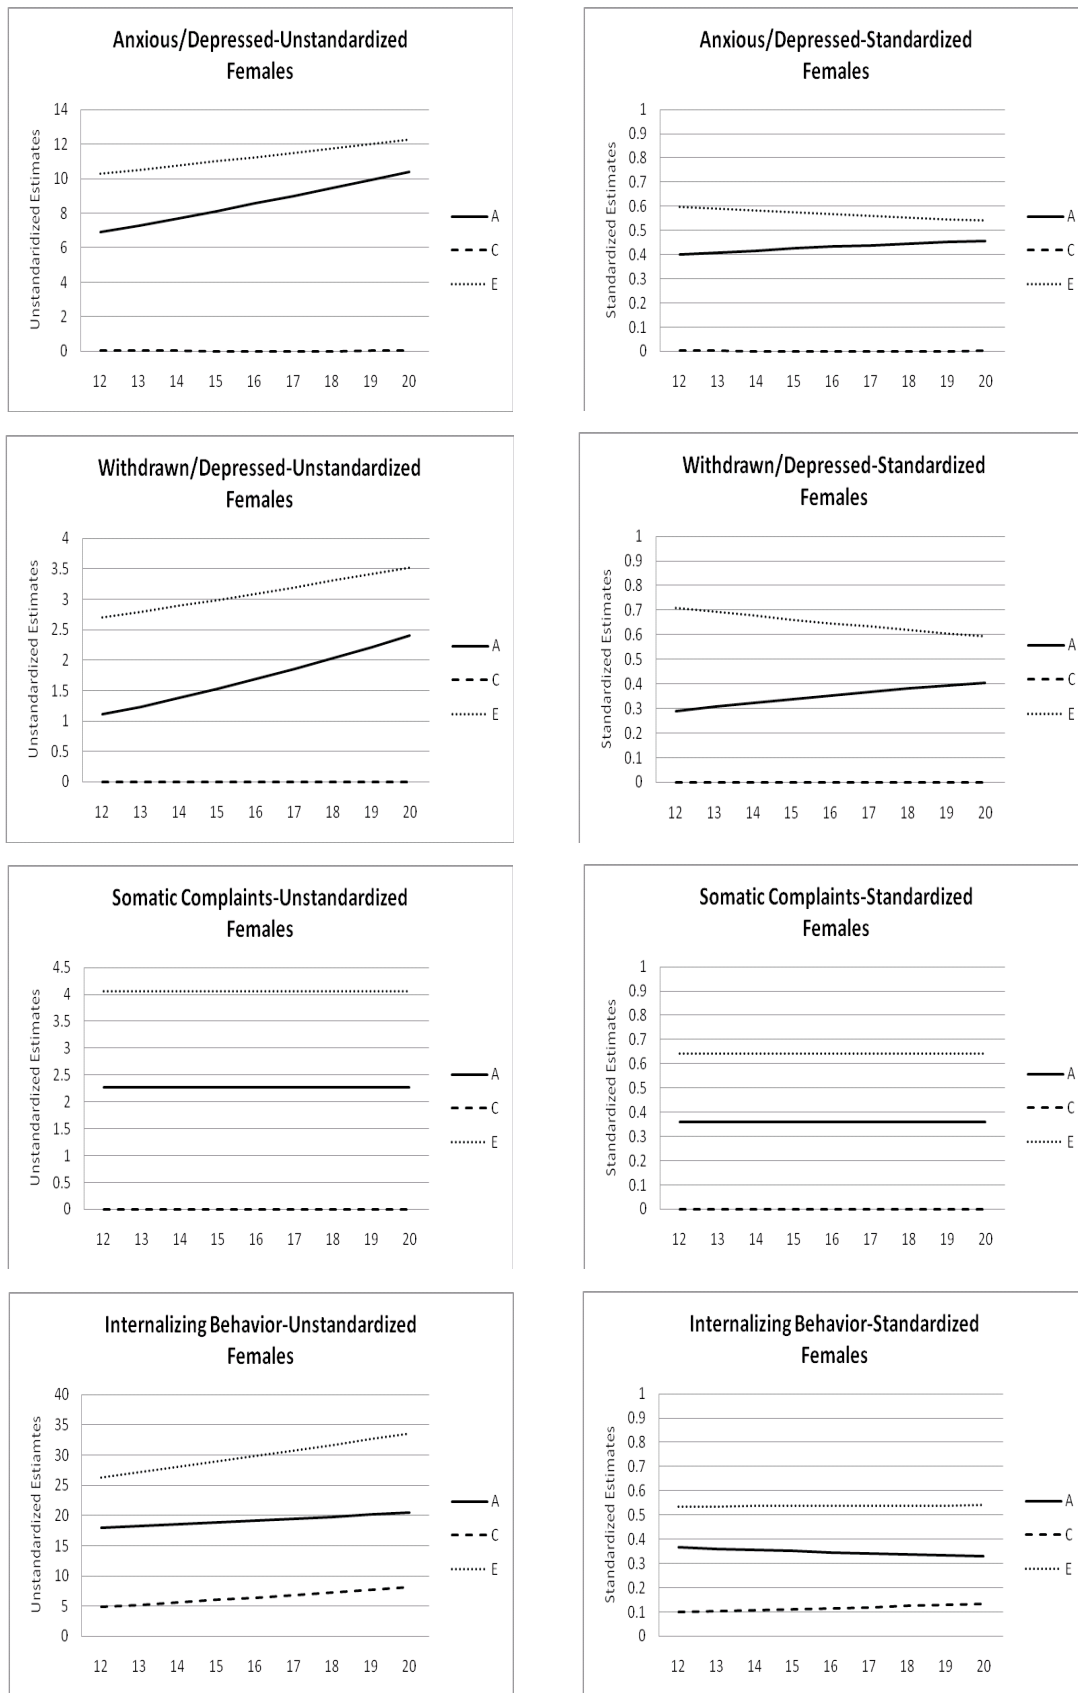 Anxious/Depressed-Unstandardized
Females
Unstandaridized Estimates
14
12
10
8
6
4
2
0
12 13 14 15 16 17 18 19 20
A
C
E
Anxious/Depressed-Standardized
Females
Standardized Estimates
1
0.9
0.8
0.7
0.6
0.5
0.4
0.3
0.2
0.1
0
12 13 14 15 16 17 18 19 20
A
C
E
Withdrawn/Depressed-Unstandardized
Females
Unstandardized Estimates
4
3.5
3
2.5
2
1.5
1
0.5
0
12 13 14 15 16 17 18 19 20
A
C
E
Withdrawn/Depressed-Standardized
Females
Standardized Estimates
1
0.9
0.8
0.7
0.6
0.5
0.4
0.3
0.2
0.1
0
12 13 14 15 16 17 18 19 20
A
C
E
Somatic Complaints-Unstandardized
Females
Unstandardized Estimates
4.5
4
3.5
3
2.5
2
1.5
1
0.5
0
12 13 14 15 16 17 18 19 20
A
C
E
Somatic Complaints-Standardized
Females
Standardized Estimates
1
0.9
0.8
0.7
0.6
0.5
0.4
0.3
0.2
0.1
0
12 13 14 15 16 17 18 19 20
A
C
E
Internalizing Behavior-Unstandardized
Females
Unstandardized Estiamtes
40
35
30
25
20
15
10
5
0
12 13 14 15 16 17 18 19 20
A
C
E
Internalizing Behavior-Standardized
Females
Standardized Estimates
1
0.9
0.8
0.7
0.6
0.5
0.4
0.3
0.2
0.1
0
12 13 14 15 16 17 18 19 20
A
C
E